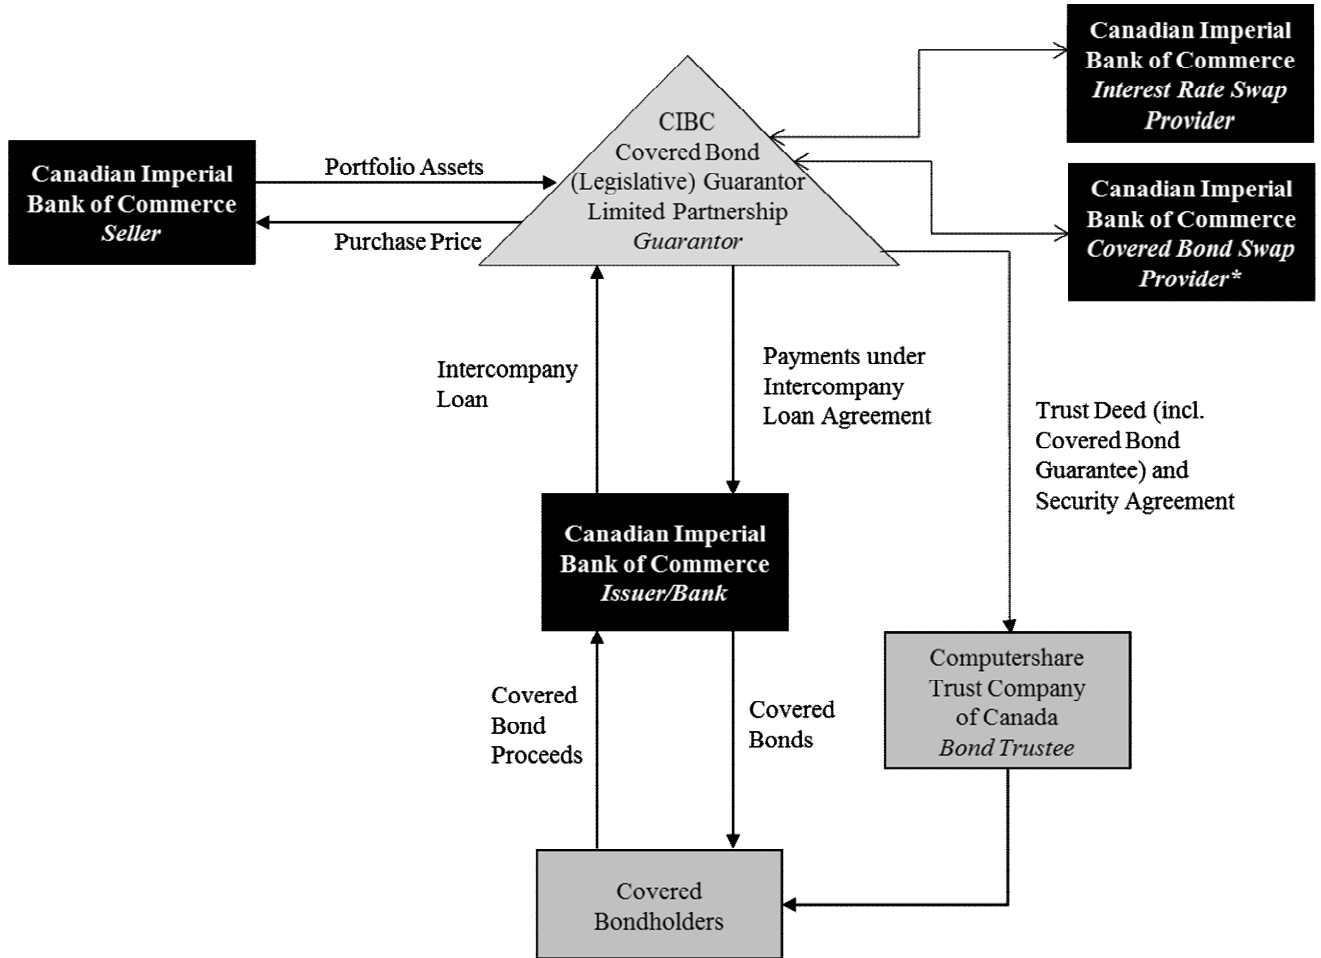 Canadian Imperial
Bank of Commerce
Interest Rate Swap
Provider
CIBC
Covered Bond
(Legislative) Guarantor
Limited Partnership
Guarantor
Portfolio Assets
Canadian Imperial
Bank of Commerce
Seller
Purchase Price
Canadian Imperial
Bank of Commerce
Covered Bond Swap
Provider*
Intercompany
Loan
Payments under
Intercompany
Loan Agreement
Trust Deed (incl.
Covered Bond
Guarantee) and
Security Agreement
Canadian Imperial
Bank of Commerce
Issuer/Bank
Covered
Bond
Proceeds
Covered
Bonds
Computershare
Trust Company
of Canada
Bond Trustee
Covered
Bondholders